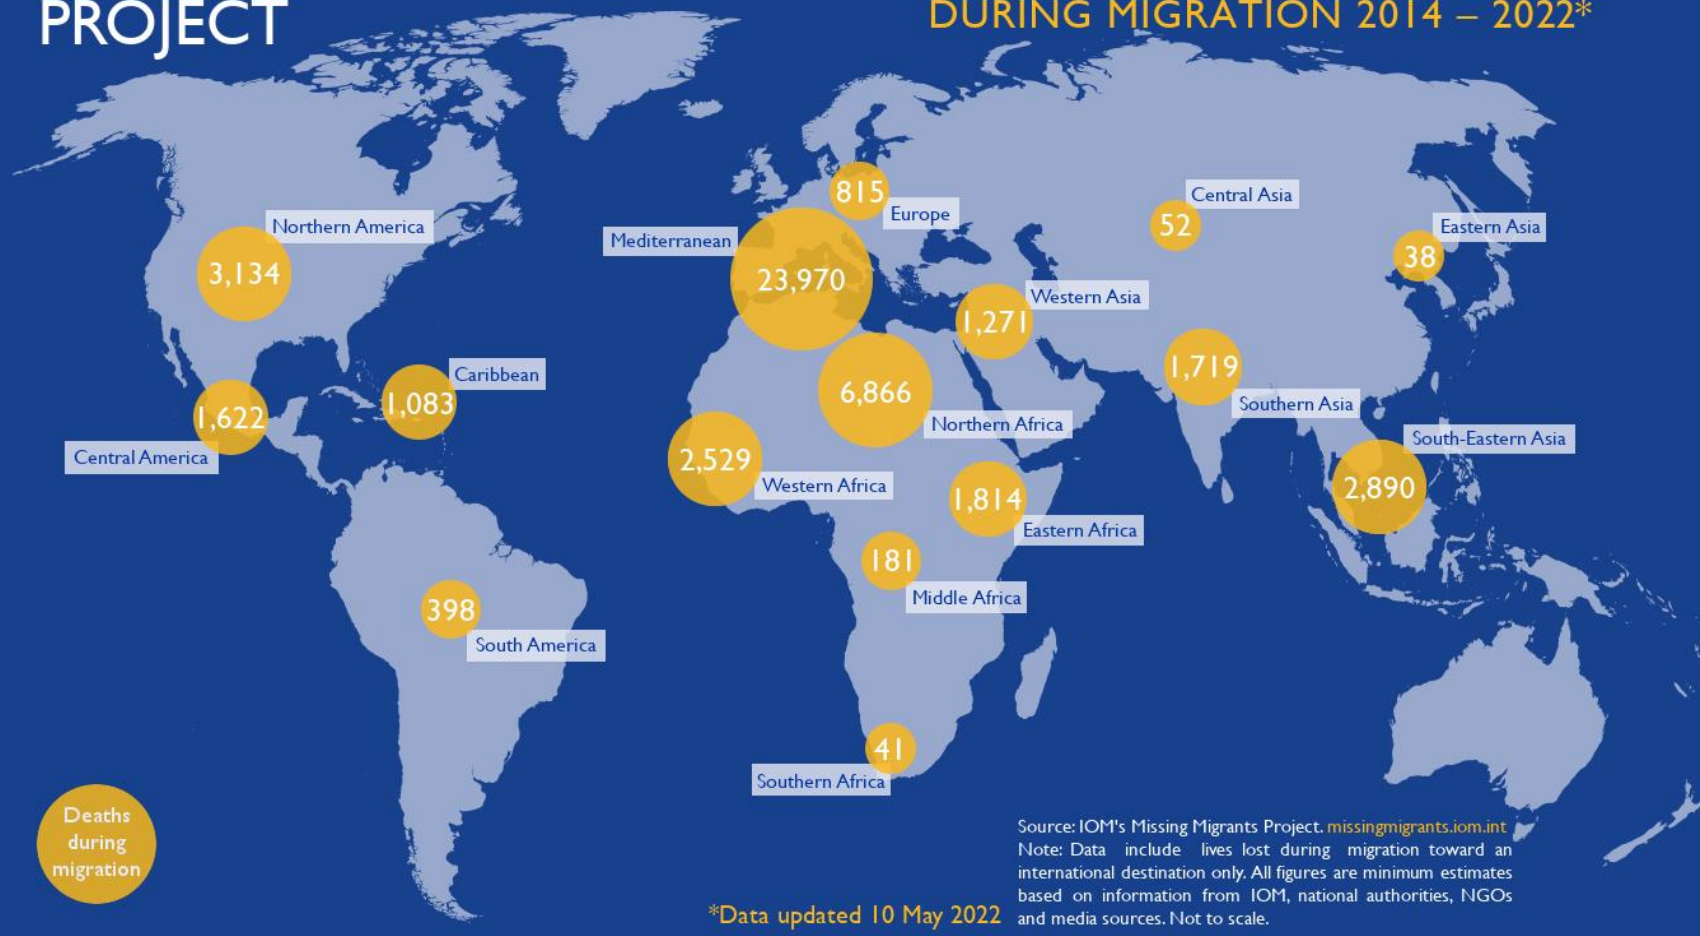 PROJECT
DURING MIGRATION 2014 – 2022*
815
Europe
Central Asia
52
Northern America
3,134
Mediterranean
23,970
Eastern Asia
38
Western Asia
1,271
1,719
Southern Asia
Caribbean
1,083
1,622
Central America
6,866
Northern Africa
2,529
Western Africa
South-Eastern Asia
2,890
1,814
Eastern Africa
181
Middle Africa
398
South America
41
Southern Africa
Deaths
during
migration
Source: IOM's Missing Migrants Project. missingmigrants.iom.int
Note: Data include lives lost during migration toward an
international destination only. All figures are minimum estimates
based on information from IOM, national authorities, NGOs
and media sources. Not to scale.
*Data updated 10 May 2022